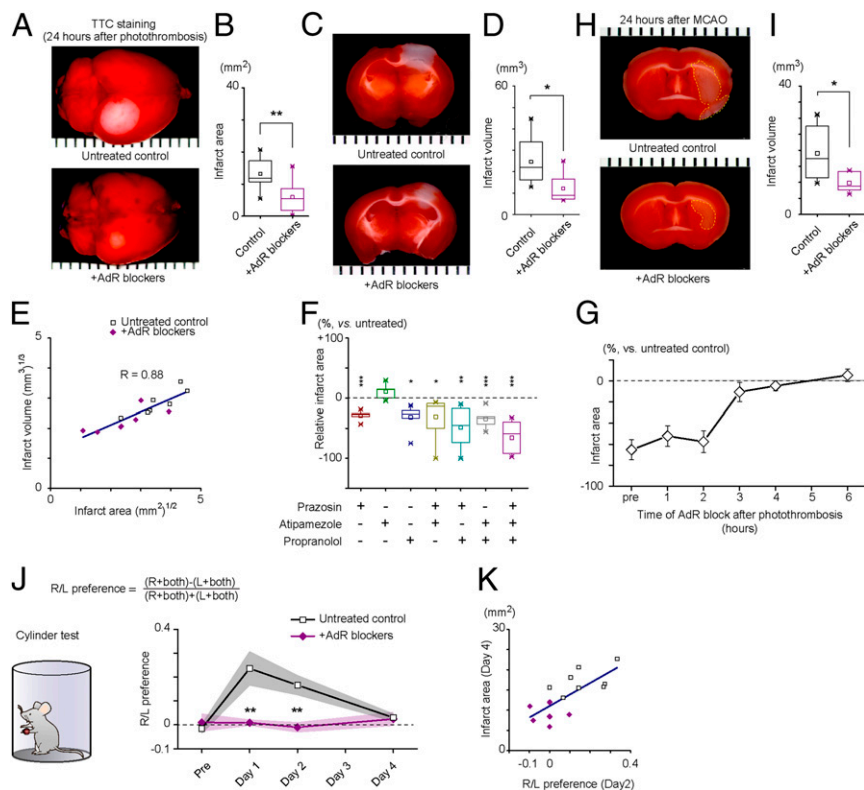 A
TTC staining
(24 hours after photothrombosis)
Untreated control
+AdR blockers
B
(mm²)
40
20
0
Infarct area
**
Control
+AdR blockers
C
Untreated control
+AdR blockers
D
(mm³)
60
30
0
Infarct volume
*
Control
+AdR blockers
H
24 hours after MCAO
Untreated control
+AdR blockers
I
(mm³)
40
20
0
Infarct volume
*
Control
+AdR blockers
E
Untreated control
+AdR blockers
R = 0.88
5
3
0
Infarct volume (mm³)¹/³
0 1 2 3 4 5
Infarct area (mm²)¹/²
F
(%, vs. untreated)
+100
0
-100
Relative infarct area
*** * * ** *** ***
Prazosin + - - + + - +
Atipamezole - + - + - + +
Propranolol - - + - + + +
G
(%, vs. untreated control)
0
-100
Infarct area
pre 1 2 3 4 6
Time of AdR block after photothrombosis
(hours)
J
R/L preference = (R+both)-(L+both)
(R+both)+(L+both)
Cylinder test
Untreated control
+AdR blockers
0.4
0
-0.1
R/L preference
** **
Pre Day 1 Day 2 Day 3 Day 4
K
(mm²)
30
20
0
Infarct area (Day 4)
-0.1 0 0.4
R/L preference (Day2)